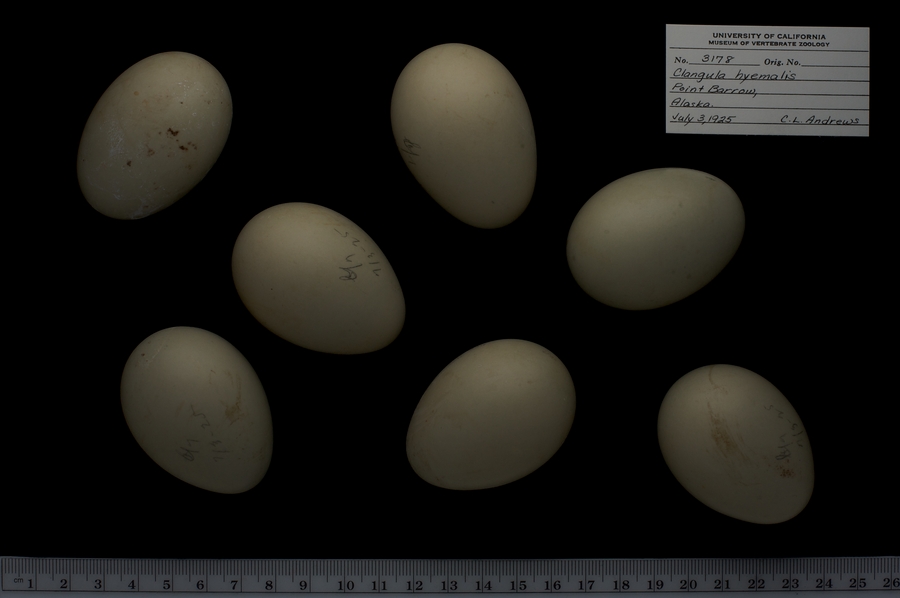 UNIVERSITY OF CALIFORNIA
MUSEUM OF VERTEBRATE ZOOLOGY
No. 3178 Orig. No.
Clangula hyemalis
Point Barrow,
Alaska.
July 3, 1925 C.L. Andrews
cm 1 2 3 4 5 6 7 8 9 10 11 12 13 14 15 16 17 18 19 20 21 22 23 24 25 26